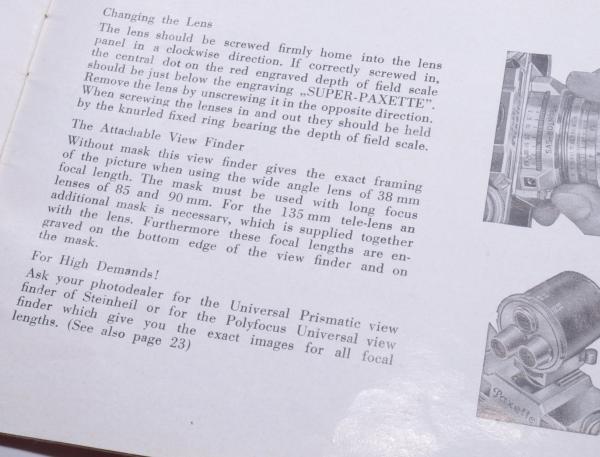 Changing the Lens
The lens should be screwed firmly home into the lens
panel in a clockwise direction. If correctly screwed in,
the central dot on the red engraved depth of field scale
should be just below the engraving „SUPER-PAXETTE”.
Remove the lens by unscrewing it in the opposite direction.
When screwing the lenses in and out they should be held
by the knurled fixed ring bearing the depth of field scale.
The Attachable View Finder
Without mask this view finder gives the exact framing
of the picture when using the wide angle lens of 38 mm
focal length. The mask must be used with long focus
lenses of 85 and 90 mm. For the 135 mm tele-lens an
additional mask is necessary, which is supplied together
with the lens. Furthermore these focal lengths are en-
graved on the bottom edge of the view finder and on
the mask.
For High Demands!
Ask your photodealer for the Universal Prismatic view
finder of Steinheil or for the Polyfocus Universal view
finder which give you the exact images for all focal
lengths. (See also page 23)
Paxette